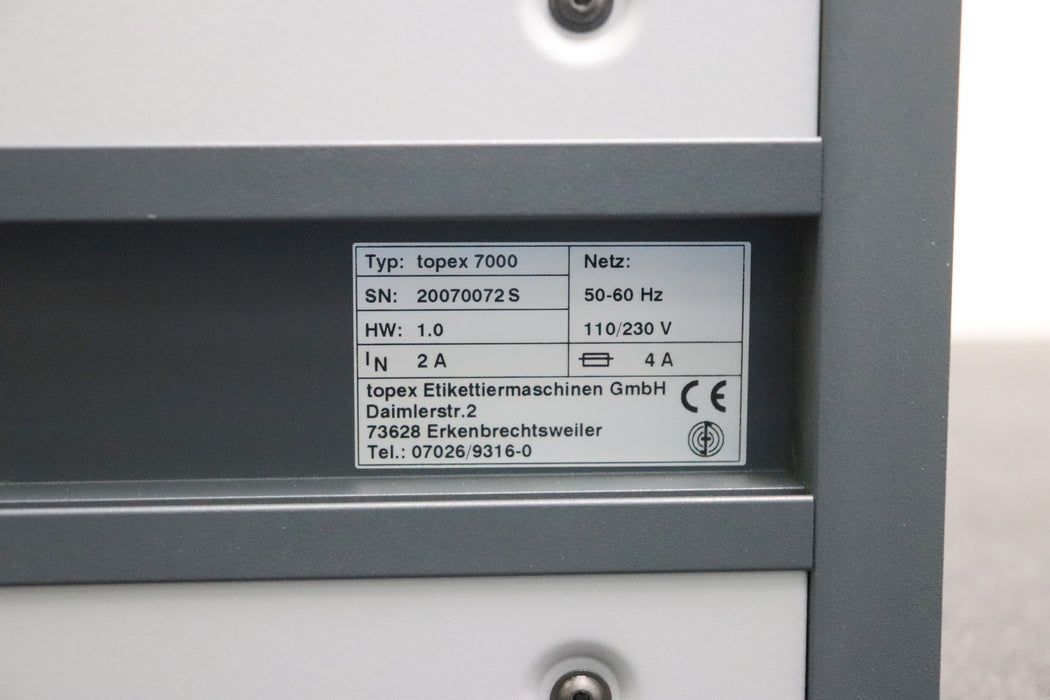 Typ: topex 7000
SN: 20070072 S
HW: 1.0
IN 2 A
Netz:
50-60 Hz
110/230 V
4 A
topex Etikettiermaschinen GmbH
Daimlerstr.2
73628 Erkenbrechtsweiler
Tel.: 07026/9316-0
CE